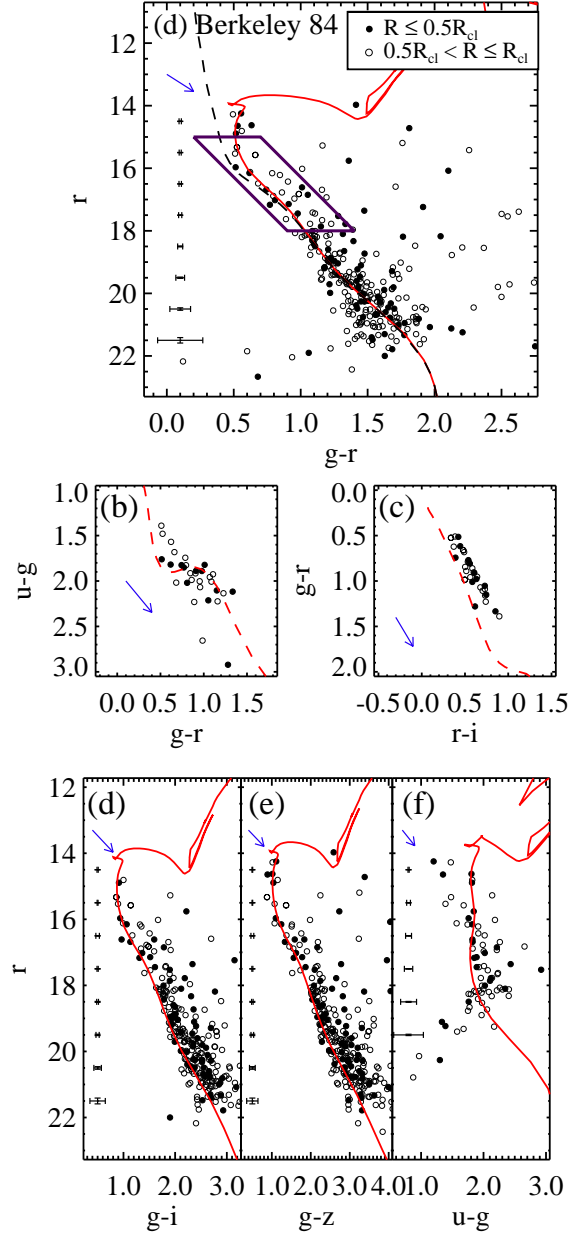 (d) Berkeley 84
R ≤ 0.5R_cl
0.5R_cl < R ≤ R_cl
12
14
16
18
20
22
r
0.0 0.5 1.0 1.5 2.0 2.5
g-r
(b)
1.0
1.5
2.0
2.5
3.0
u-g
0.0 0.5 1.0 1.5
g-r
(c)
0.0
0.5
1.0
1.5
2.0
g-r
-0.5 0.0 0.5 1.0 1.5
r-i
(d) (e) (f)
12
14
16
18
20
22
r
1.0 2.0 3.0
g-i
1.0 2.0 3.0 4.0
g-z
1.0 2.0 3.0
u-g